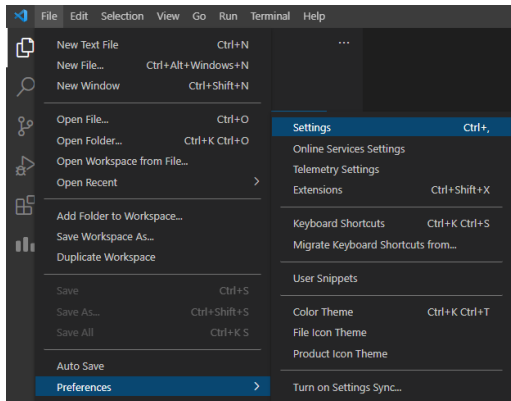 File Edit Selection View Go Run Terminal Help
New Text File Ctrl+N
New File... Ctrl+Alt+Windows+N
New Window Ctrl+Shift+N
Open File... Ctrl+O
Open Folder... Ctrl+K Ctrl+O
Open Workspace from File...
Open Recent
Add Folder to Workspace...
Save Workspace As...
Duplicate Workspace
Save Ctrl+S
Save As... Ctrl+Shift+S
Save All Ctrl+K S
Auto Save
Preferences
Settings Ctrl+,
Online Services Settings
Telemetry Settings
Extensions Ctrl+Shift+X
Keyboard Shortcuts Ctrl+K Ctrl+S
Migrate Keyboard Shortcuts from...
User Snippets
Color Theme Ctrl+K Ctrl+T
File Icon Theme
Product Icon Theme
Turn on Settings Sync...